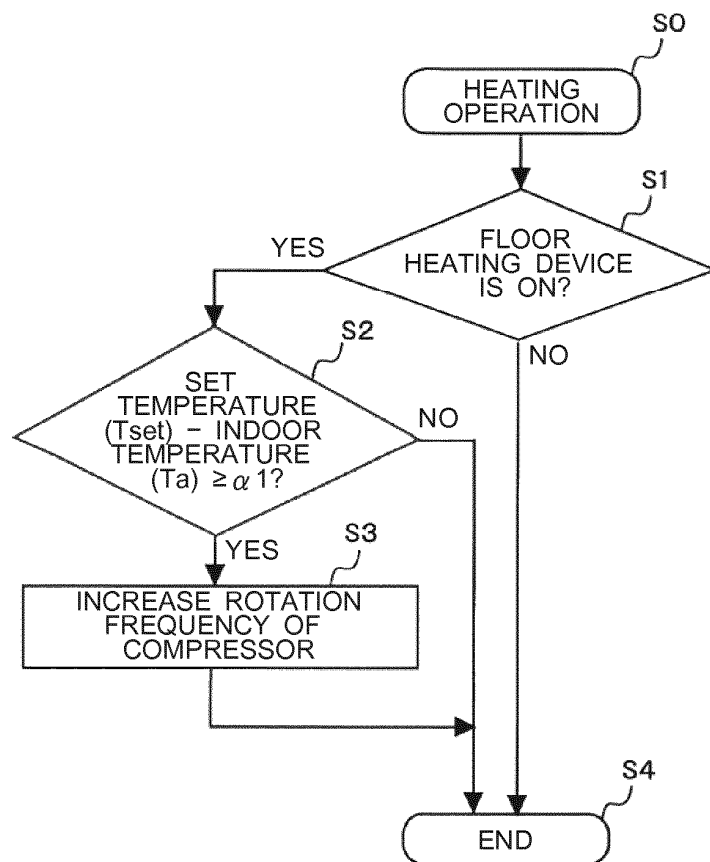 S0
HEATING
OPERATION
S1
FLOOR
HEATING DEVICE
IS ON?
YES
NO
S2
SET
TEMPERATURE
(Tset) – INDOOR
TEMPERATURE
(Ta) ≥ α 1?
NO
YES
S3
INCREASE ROTATION
FREQUENCY OF
COMPRESSOR
S4
END